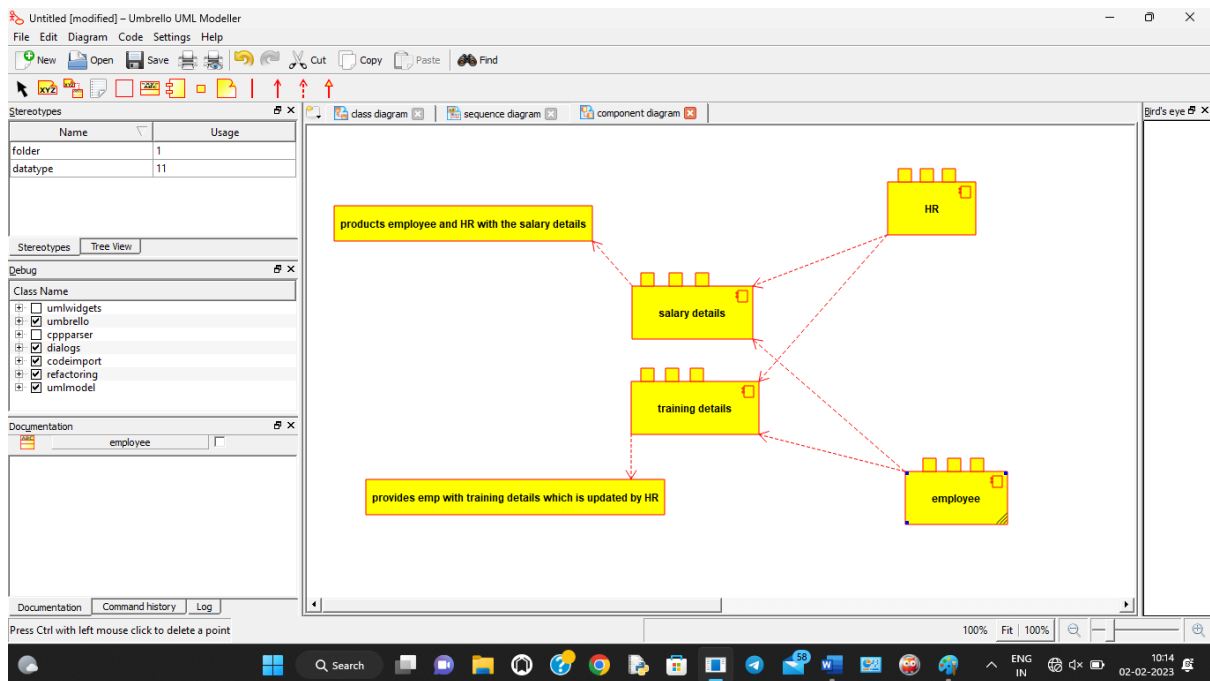 Untitled [modified] – Umbrello UML Modeller
File Edit Diagram Code Settings Help
New Open Save Cut Copy Paste Find
Stereotypes
Name Usage
folder 1
datatype 11
Stereotypes Tree View
Debug
Class Name
umlwidgets
umbrello
cppparser
dialogs
codeimport
refactoring
umlmodel
Documentation
ABC employee
Documentation Command history Log
Press Ctrl with left mouse click to delete a point
class diagram sequence diagram component diagram
HR
products employee and HR with the salary details
salary details
training details
provides emp with training details which is updated by HR
employee
Bird's eye
100% Fit 100%
Search
58
ENG
IN
10:14
02-02-2023